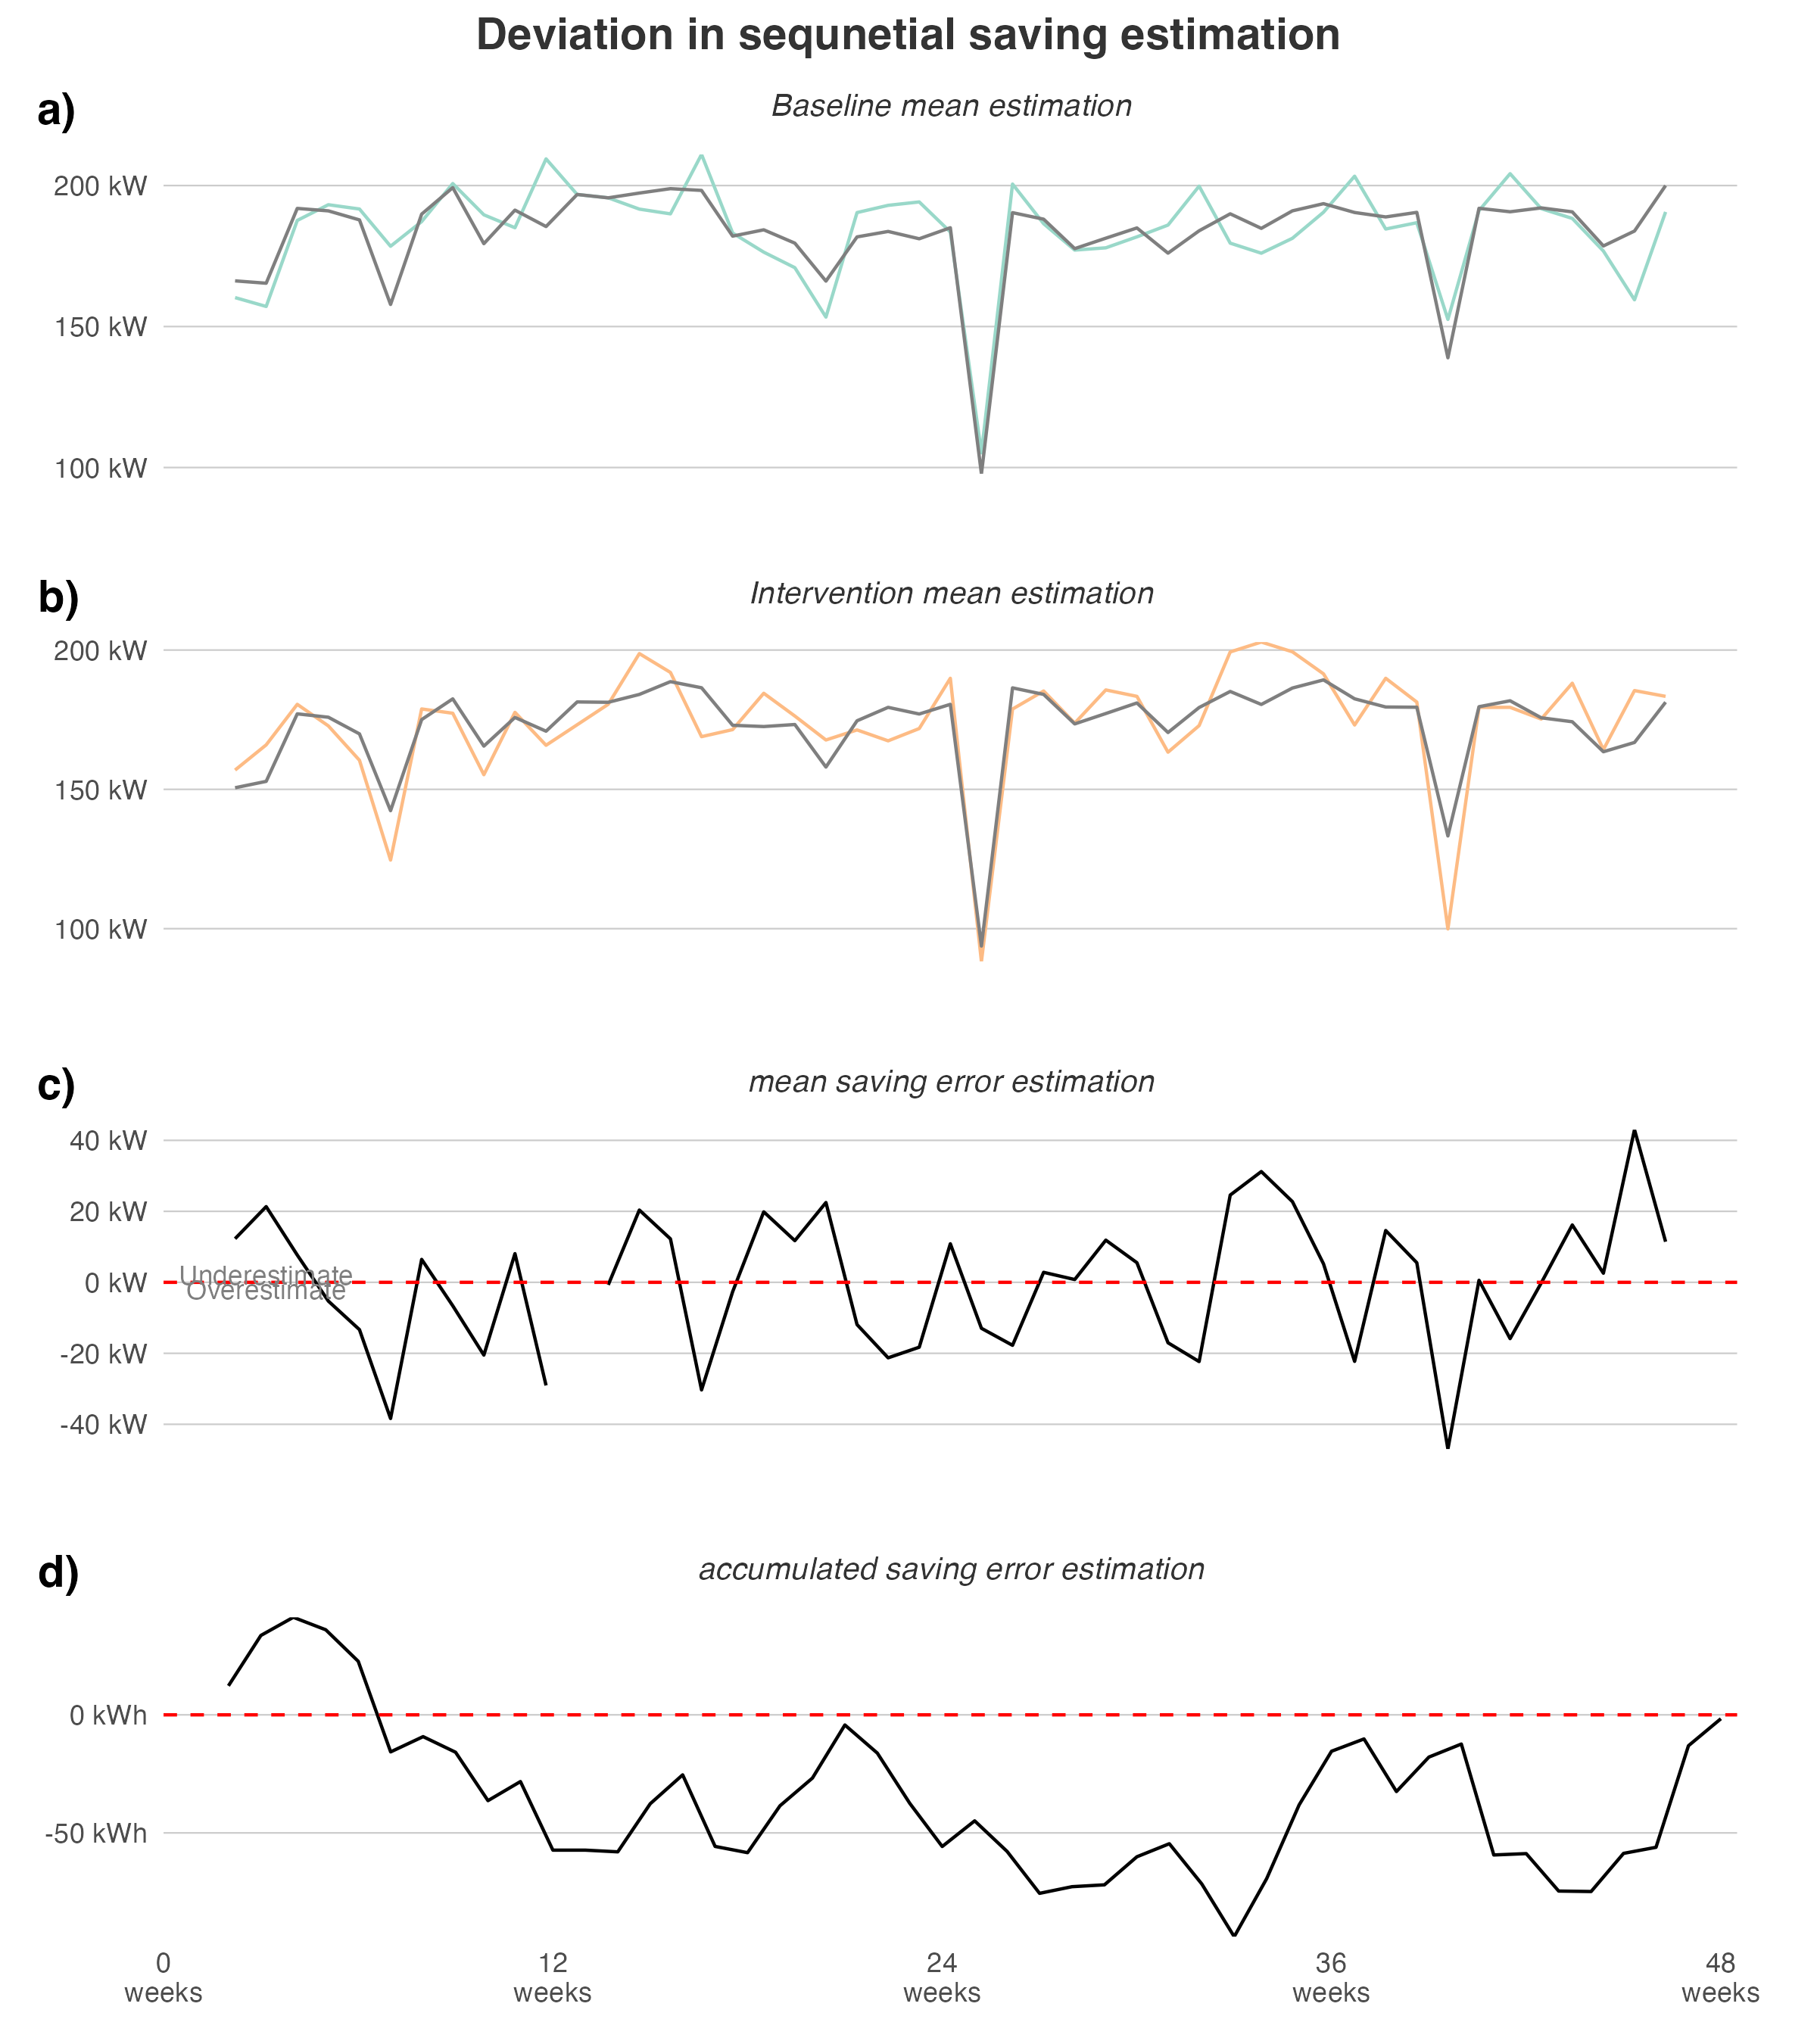 Deviation in sequnetial saving estimation
a)
Baseline mean estimation
200 kW
150 kW
100 kW
b)
Intervention mean estimation
200 kW
150 kW
100 kW
c)
mean saving error estimation
40 kW
20 kW
0 kW
-20 kW
-40 kW
Underestimate
Overestimate
d)
accumulated saving error estimation
0 kWh
-50 kWh
0 12 24 36 48
weeks weeks weeks weeks weeks